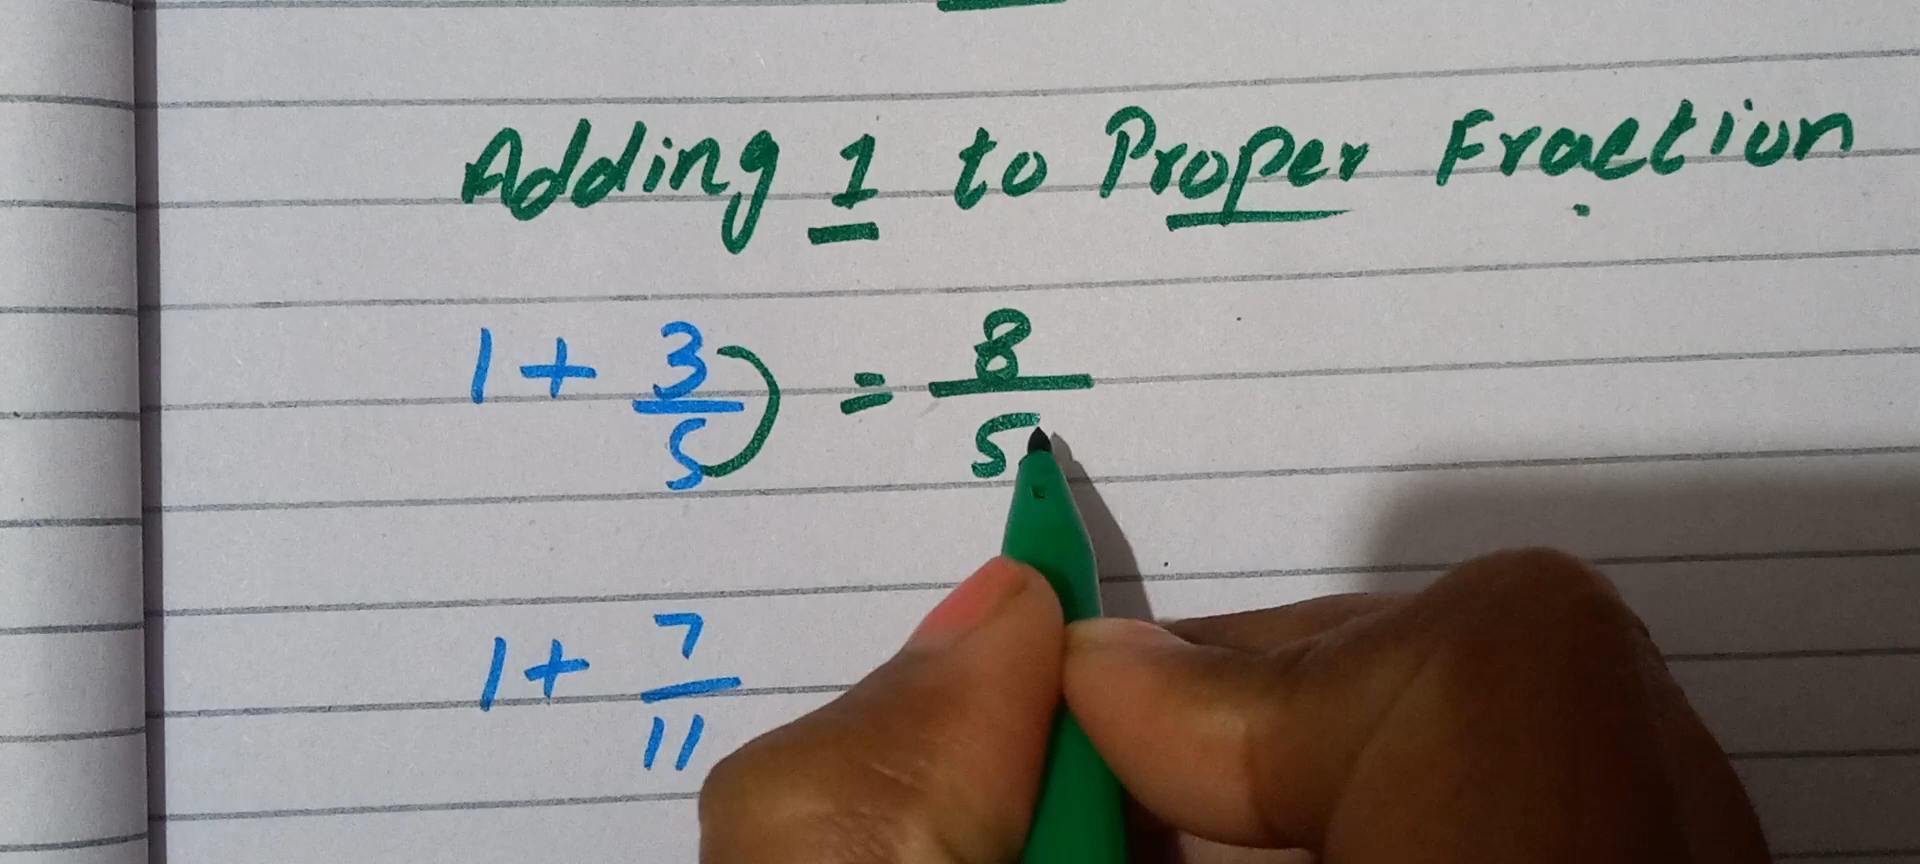 Adding 1 to Proper Fraction
1 + 3/5 = 8/5
1 + 7/11